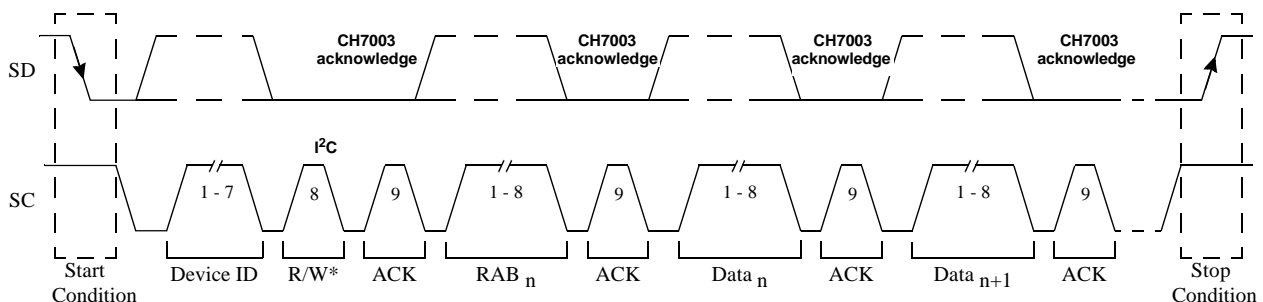 CH7003 acknowledge
CH7003 acknowledge
CH7003 acknowledge
CH7003 acknowledge
SD
I²C
SC
1 - 7
8
9
1 - 8
9
1 - 8
9
1 - 8
9
Start Condition
Device ID
R/W*
ACK
RAB n
ACK
Data n
ACK
Data n+1
ACK
Stop Condition